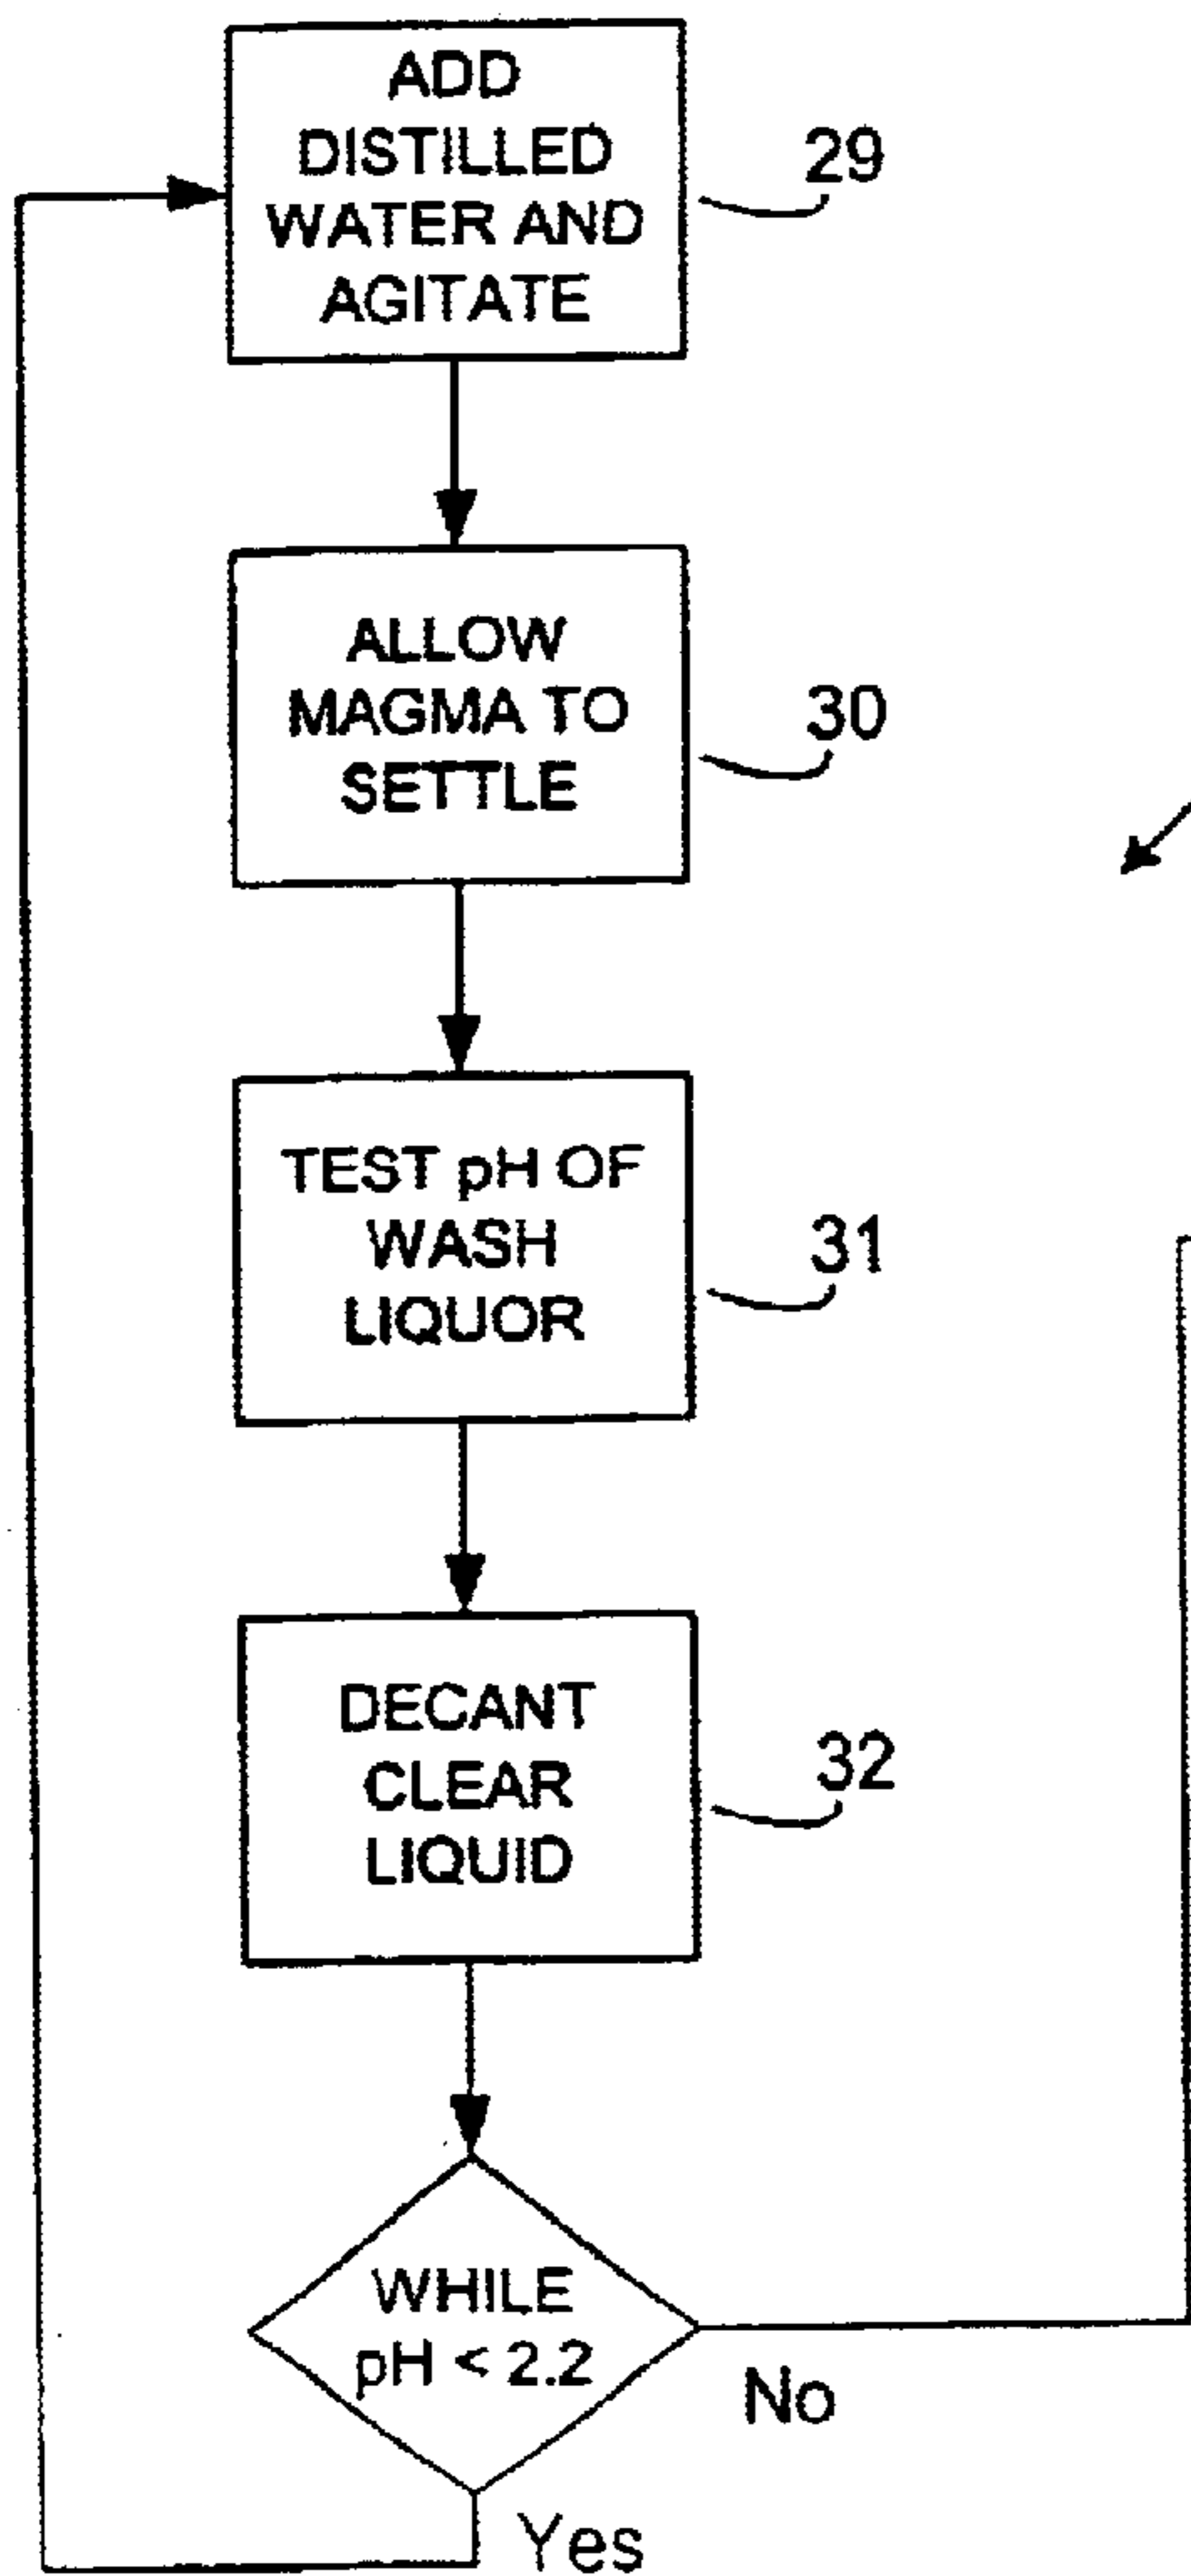 ADD
DISTILLED
WATER AND
AGITATE
29
ALLOW
MAGMA TO
SETTLE
30
TEST pH OF
WASH
LIQUOR
31
DECANT
CLEAR
LIQUID
32
WHILE
pH < 2.2
No
Yes